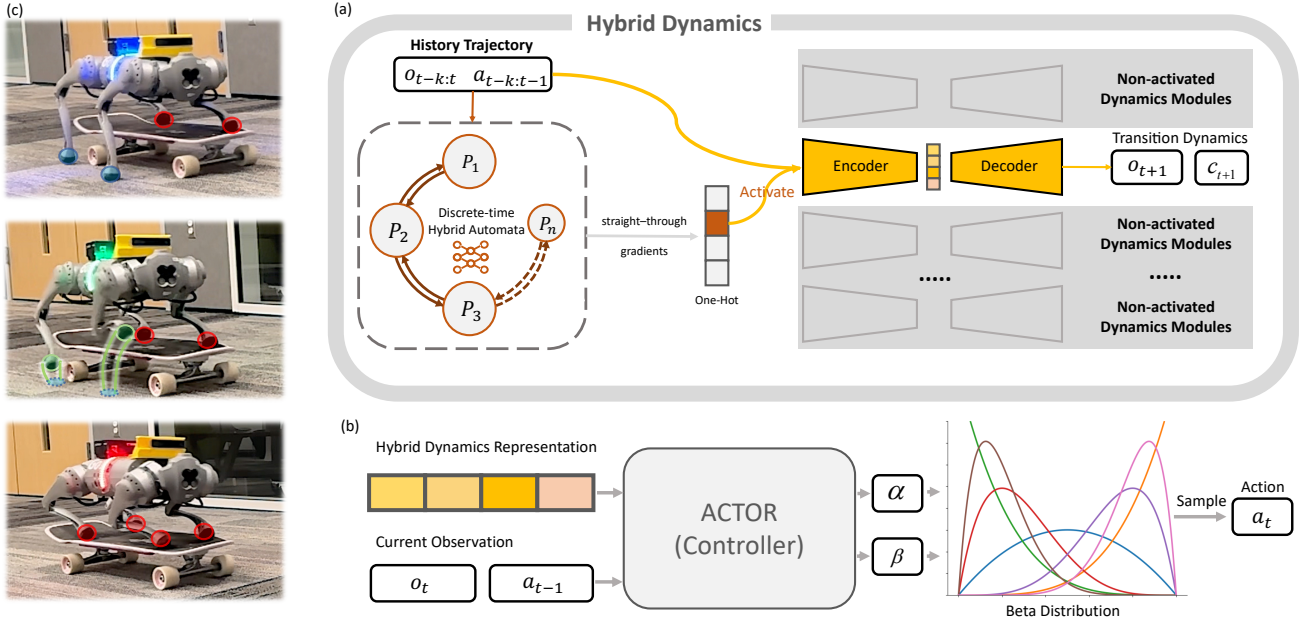 (c)
(a)
Hybrid Dynamics
History Trajectory
o_{t−k:t} a_{t−k:t−1}
P_1
P_2
Discrete-time
Hybrid Automata
P_n
P_3
straight–through
gradients
Activate
One-Hot
Non-activated
Dynamics Modules
Encoder
Decoder
Transition Dynamics
o_{t+1} c_{t+1}
Non-activated
Dynamics Modules
.....
.....
Non-activated
Dynamics Modules
(b)
Hybrid Dynamics Representation
Current Observation
o_t a_{t−1}
ACTOR
(Controller)
α
β
Beta Distribution
Sample
Action
a_t